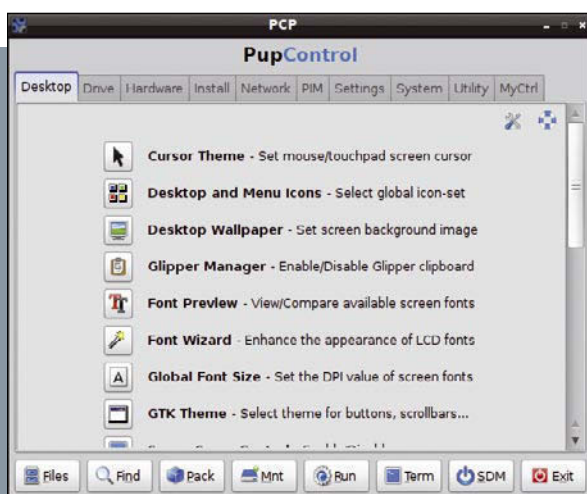 PCP
PupControl
Desktop Drive Hardware Install Network PIM Settings System Utility MyCtrl
Cursor Theme - Set mouse/touchpad screen cursor
Desktop and Menu Icons - Select global icon-set
Desktop Wallpaper - Set screen background image
Glipper Manager - Enable/Disable Glipper clipboard
Font Preview - View/Compare available screen fonts
Font Wizard - Enhance the appearance of LCD fonts
Global Font Size - Set the DPI value of screen fonts
GTK Theme - Select theme for buttons, scrollbars...
Files Find Pack Mnt Run Term SDM Exit